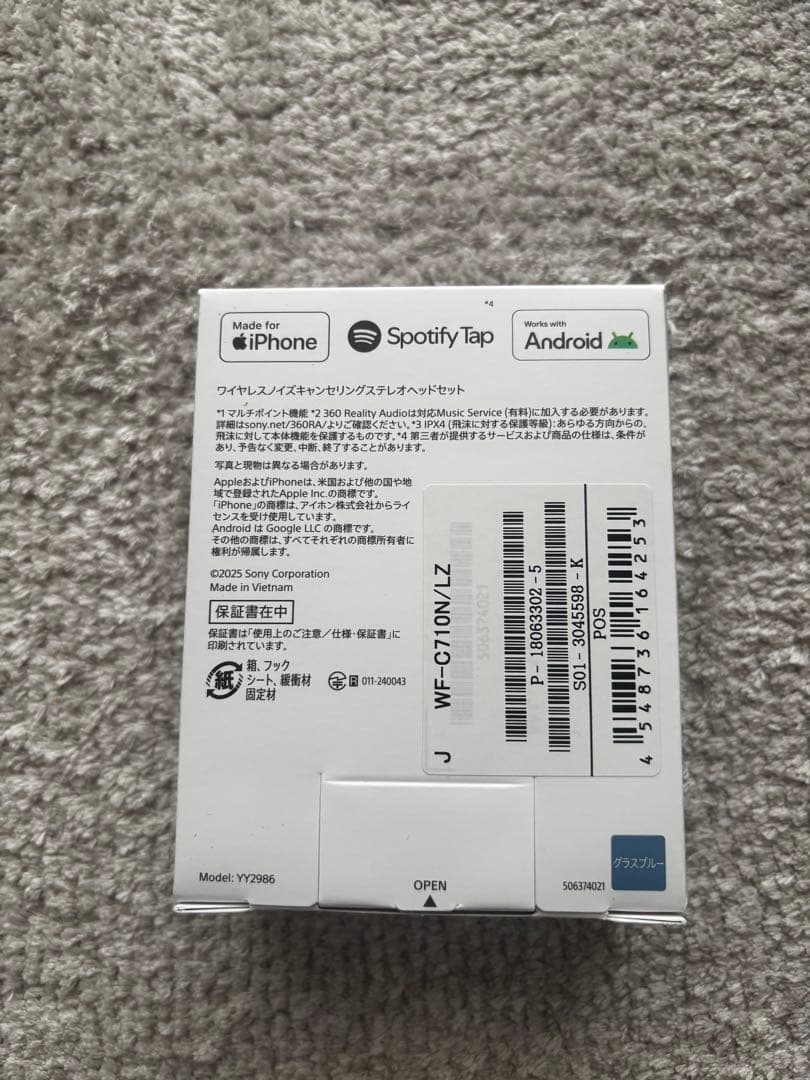 *4
Made for
iPhone
Spotify Tap
Works with
Android
ワイヤレスノイズキャンセリングステレオヘッドセット
*1 マルチポイント機能 *2 360 Reality Audioは対応Music Service (有料)に加入する必要があります。
詳細はsony.net/360RA/よりご確認ください。*3 IPX4 (飛沫に対する保護等級): あらゆる方向からの、
飛沫に対して本体機能を保護するものです。*4 第三者が提供するサービスおよび商品の仕様は、条件が
あり、予告なく変更、中断、終了することがあります。
写真と現物は異なる場合があります。
AppleおよびiPhoneは、米国および他の国や地
域で登録されたApple Inc.の商標です。
「iPhone」の商標は、アイホン株式会社からライ
センスを受け使用しています。
Android は Google LLC の商標です。
その他の商標は、すべてそれぞれの商標所有者に
権利が帰属します。
©2025 Sony Corporation
Made in Vietnam
保証書在中
保証書は「使用上のご注意/仕様・保証書」に
印刷されています。
紙
箱、フック
シート、緩衝材
固定材
R 011-240043
J WF-C710N/LZ
506374021
P- 18063302-5
S01-3045598-K
POS
4 548736 164253
Model: YY2986
OPEN
506374021
グラスブルー